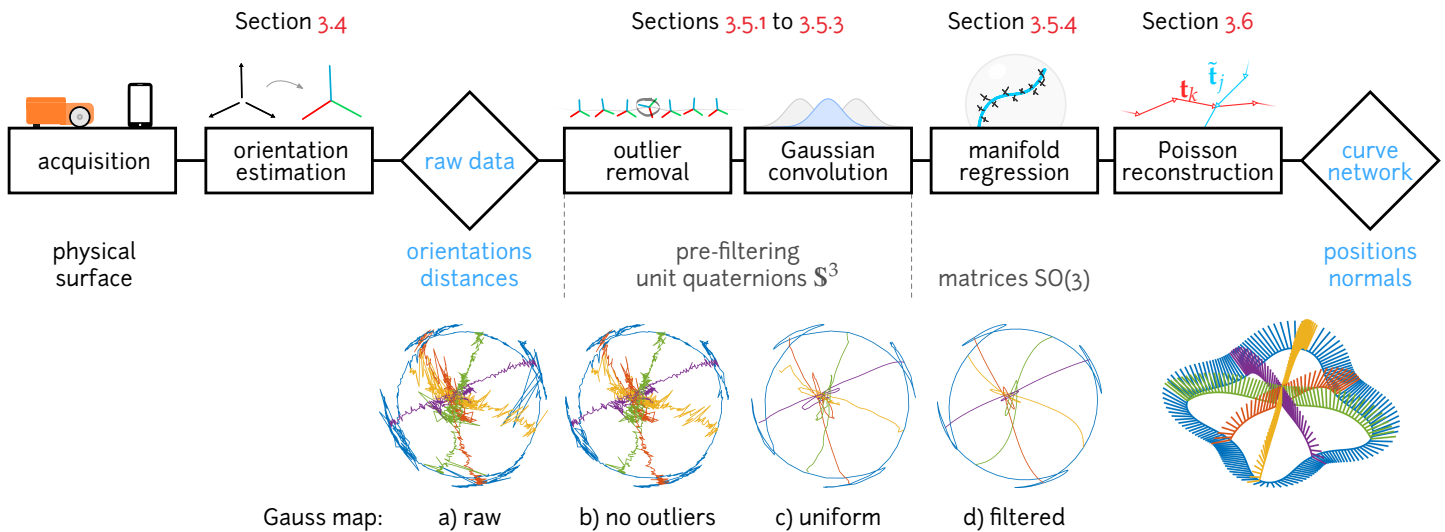 Section 3.4
Sections 3.5.1 to 3.5.3
Section 3.5.4
Section 3.6
t_k
t̃_j
acquisition
orientation
estimation
raw data
outlier
removal
Gaussian
convolution
manifold
regression
Poisson
reconstruction
curve
network
physical
surface
orientations
distances
pre-filtering
unit quaternions 𝐒³
matrices SO(3)
positions
normals
Gauss map:
a) raw
b) no outliers
c) uniform
d) filtered